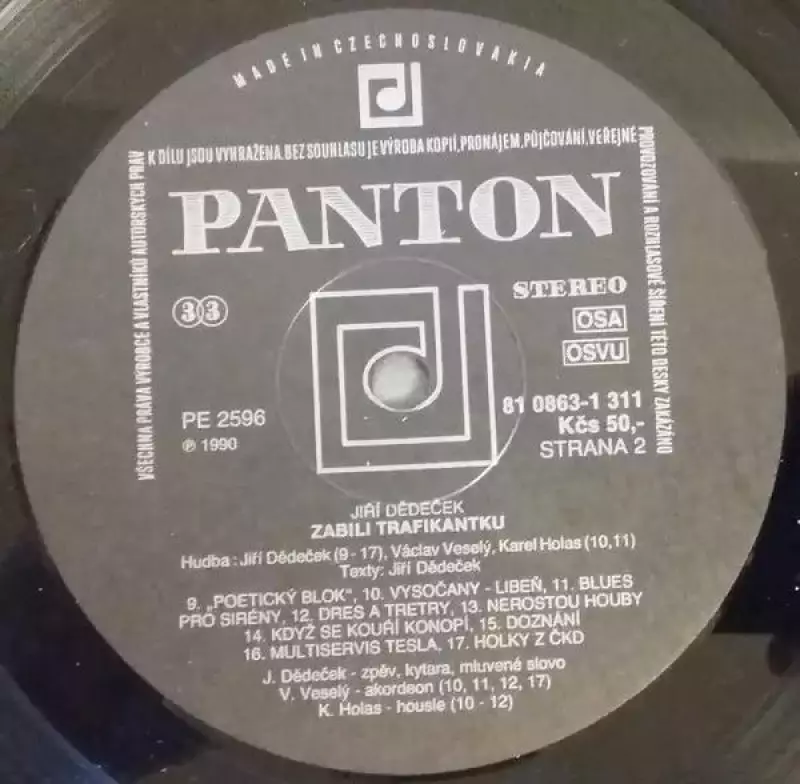 MADE IN CZECHOSLOVAKIA
VŠECHNA PRÁVA VÝROBCE A VLASTNÍKŮ AUTORSKÝCH PRÁV
K DÍLU JSOU VYHRAŽENA. BEZ SOUHLASU JE VÝROBA KOPIÍ, PRONÁJEM, PŮJČOVÁNÍ, VEŘEJNÉ
PROVOZOVÁNÍ A ROZHLASOVÉ ŠÍŘENÍ TÉTO DESKY ZAKÁZÁNO
PANTON
STEREO
33
OSA
OSVU
81 0863-1 311
PE 2596
Kčs 50,-
℗ 1990
STRANA 2
JIŘÍ DĚDEČEK
ZABILI TRAFIKANTKU
Hudba : Jiří Dědeček (9 - 17), Václav Veselý, Karel Holas (10,11)
Texty: Jiří Dědeček
9. „POETICKÝ BLOK", 10. VYSOČANY - LIBEŇ, 11. BLUES
PRO SIRÉNY, 12. DRES A TRETRY, 13. NEROSTOU HOUBY
14. KDYŽ SE KOUŘÍ KONOPÍ, 15. DOZNÁNÍ
16. MULTISERVIS TESLA, 17. HOLKY Z ČKD
J. Dědeček - zpěv, kytara, mluvené slovo
V. Veselý - akordeon (10, 11, 12, 17)
K. Holas - housle (10 - 12)